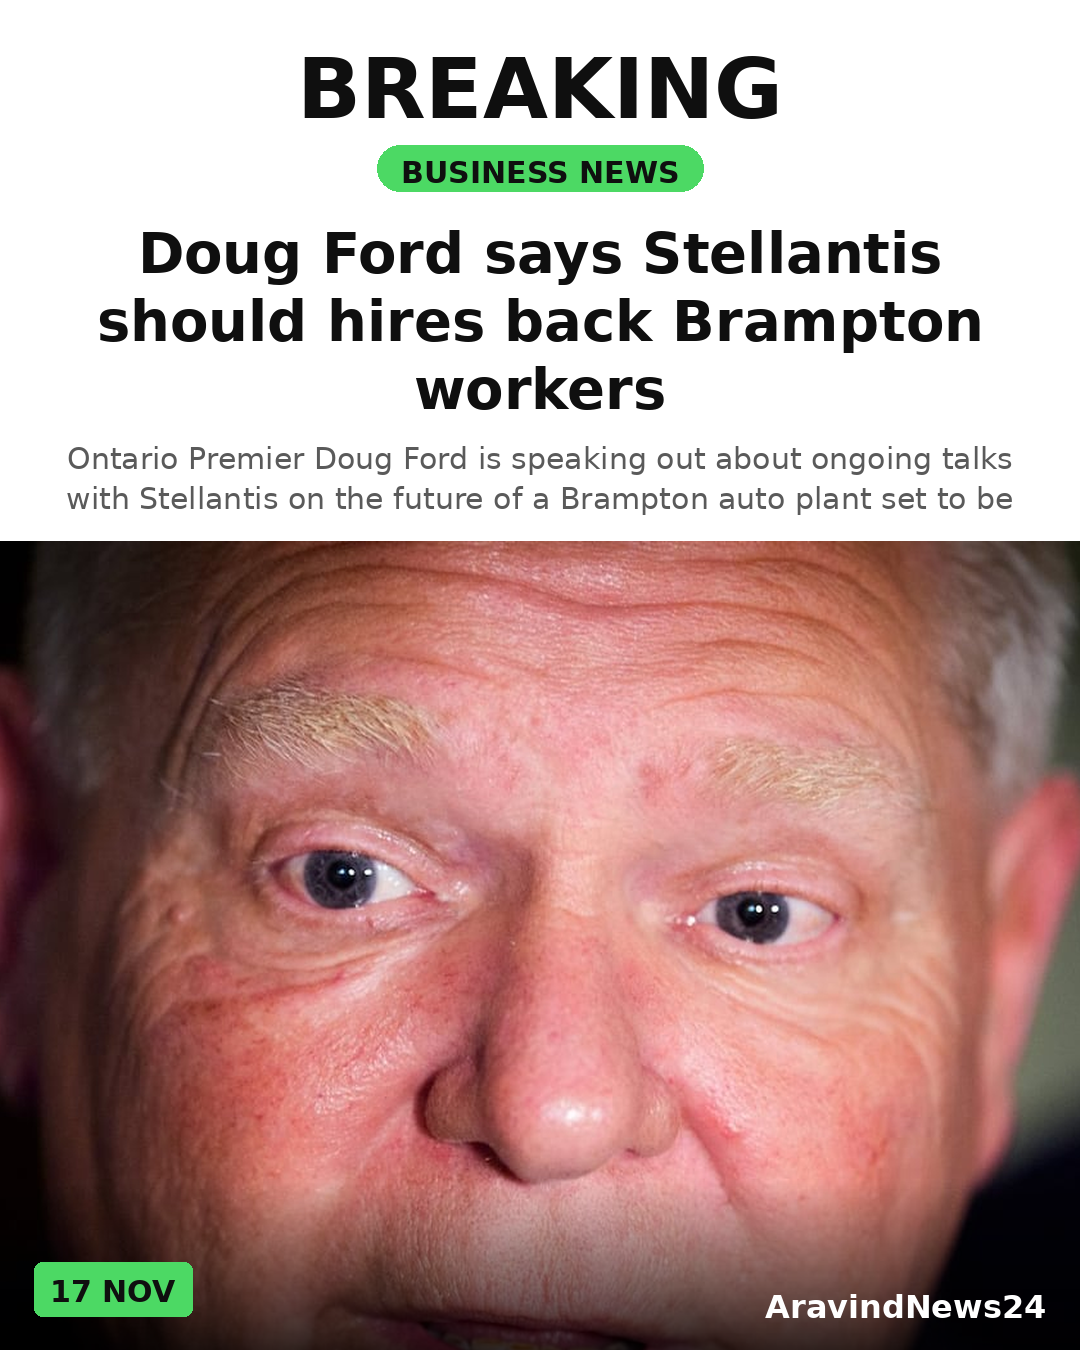 BREAKING
BUSINESS NEWS
Doug Ford says Stellantis
should hires back Brampton
workers
Ontario Premier Doug Ford is speaking out about ongoing talks
with Stellantis on the future of a Brampton auto plant set to be
17 NOV
AravindNews24